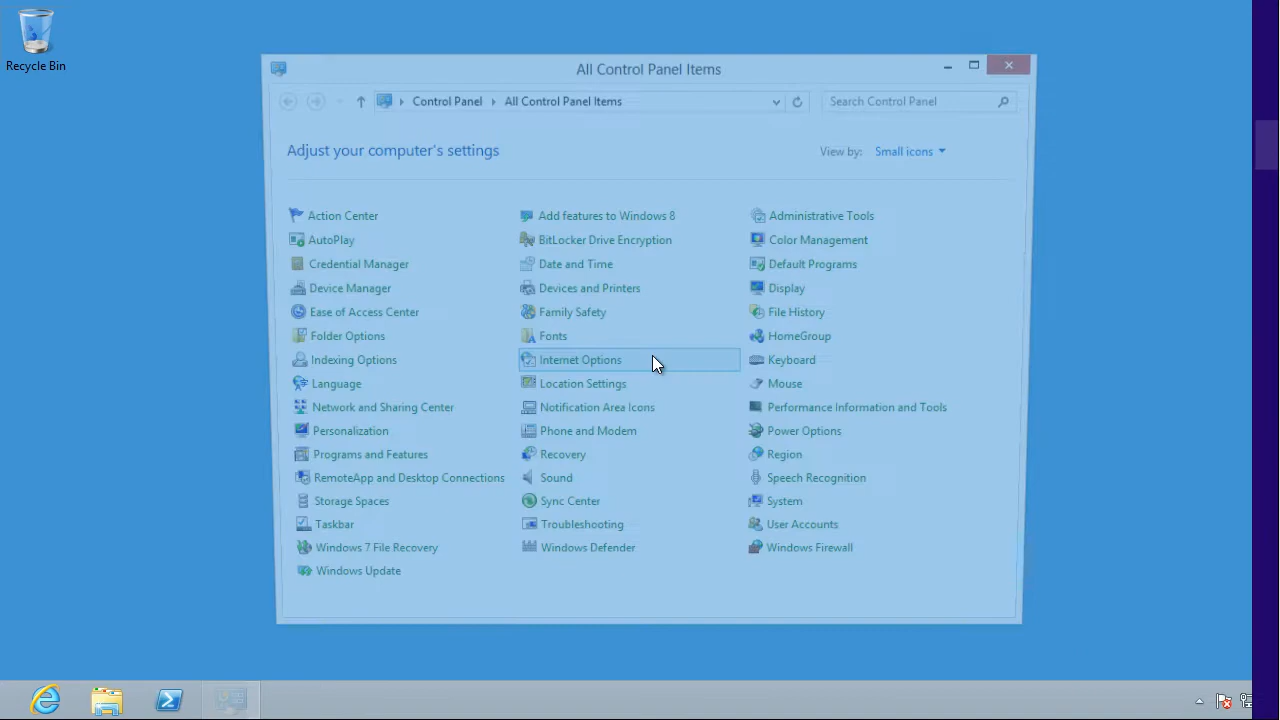 Recycle Bin
All Control Panel Items
Control Panel All Control Panel Items Search Control Panel
Adjust your computer's settings View by: Small icons
Action Center Add features to Windows 8 Administrative Tools
AutoPlay BitLocker Drive Encryption Color Management
Credential Manager Date and Time Default Programs
Device Manager Devices and Printers Display
Ease of Access Center Family Safety File History
Folder Options Fonts HomeGroup
Indexing Options Internet Options Keyboard
Language Location Settings Mouse
Network and Sharing Center Notification Area Icons Performance Information and Tools
Personalization Phone and Modem Power Options
Programs and Features Recovery Region
RemoteApp and Desktop Connections Sound Speech Recognition
Storage Spaces Sync Center System
Taskbar Troubleshooting User Accounts
Windows 7 File Recovery Windows Defender Windows Firewall
Windows Update